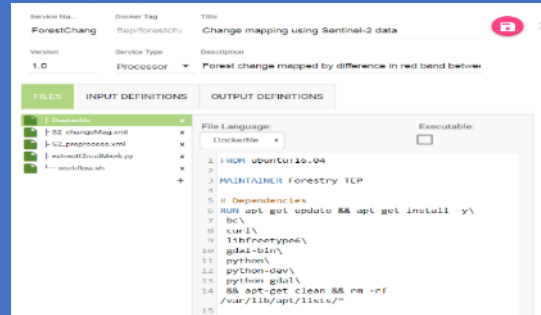 Service Na... Docker Tag Title
ForestChang ftep/forestchi Change mapping using Sentinel-2 data
Version Service Type Description
1.0 Processor Forest change mapped by difference in red band betwee
FILES INPUT DEFINITIONS OUTPUT DEFINITIONS
Dockerfile ×
S2_changeMag.xml ×
S2_preprocess.xml ×
extractCloudMask.py ×
workflow.sh ×
+
File Language: Executable:
Dockerfile
1 FROM ubuntu:16.04
2
3 MAINTAINER Forestry TEP
4
5 # Dependencies
6 RUN apt-get update && apt-get install -y\
7 bc\
8 curl\
9 libfreetype6\
10 gdal-bin\
11 python\
12 python-dev\
13 python-gdal\
14 && apt-get clean && rm -rf
/var/lib/apt/lists/*
15